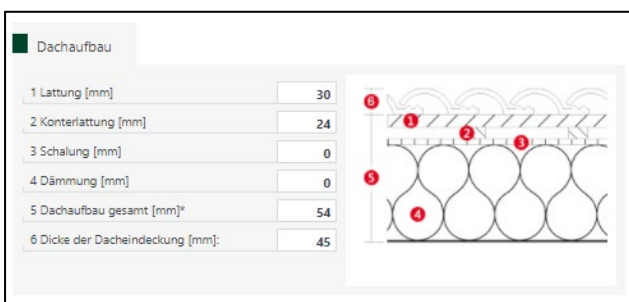 Dachaufbau
1 Lattung [mm] 30
2 Konterlattung [mm] 24
3 Schalung [mm] 0
4 Dämmung [mm] 0
5 Dachaufbau gesamt [mm]* 54
6 Dicke der Dacheindeckung [mm]: 45
6
1
2
3
5
4